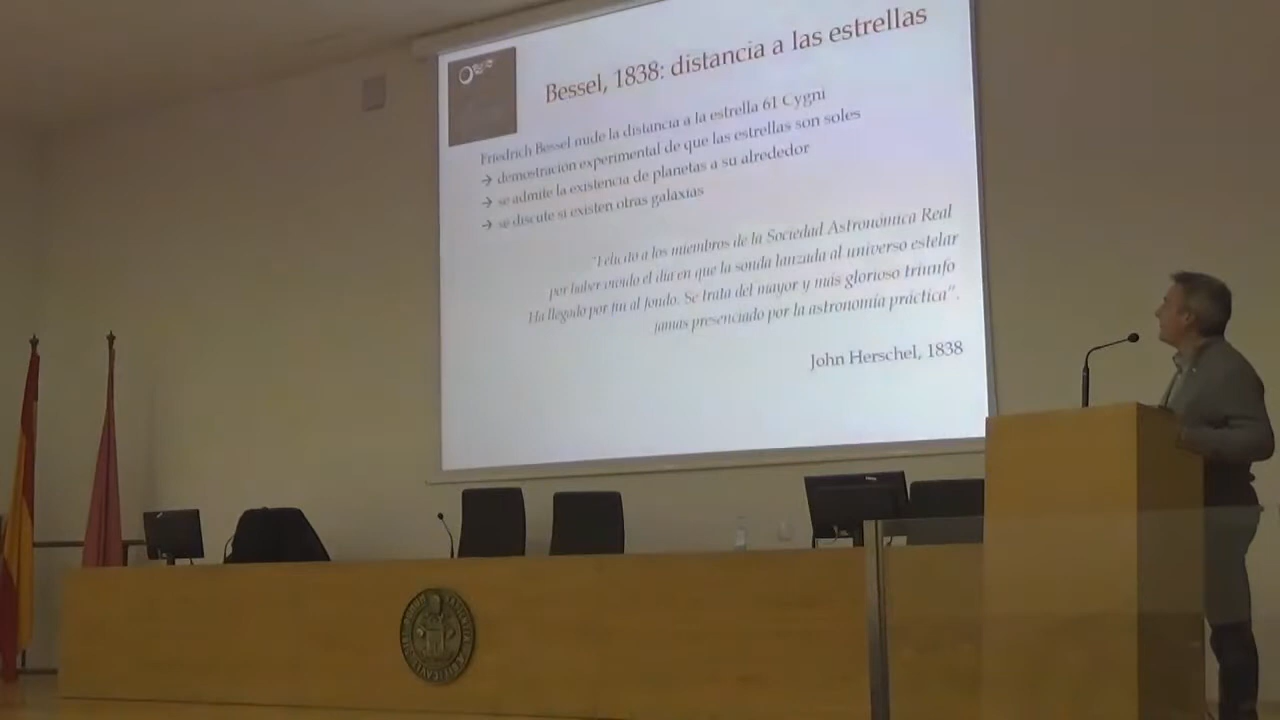 Bessel, 1838: distancia a las estrellas
Friedrich Bessel mide la distancia a la estrella 61 Cygni
→ demostración experimental de que las estrellas son soles
→ se admite la existencia de planetas a su alrededor
→ se discute si existen otras galaxias
"Felicito a los miembros de la Sociedad Astronómica Real
por haber vivido el día en que la sonda lanzada al universo estelar
Ha llegado por fin al fondo. Se trata del mayor y más glorioso triunfo
jamás presenciado por la astronomía práctica".
John Herschel, 1838